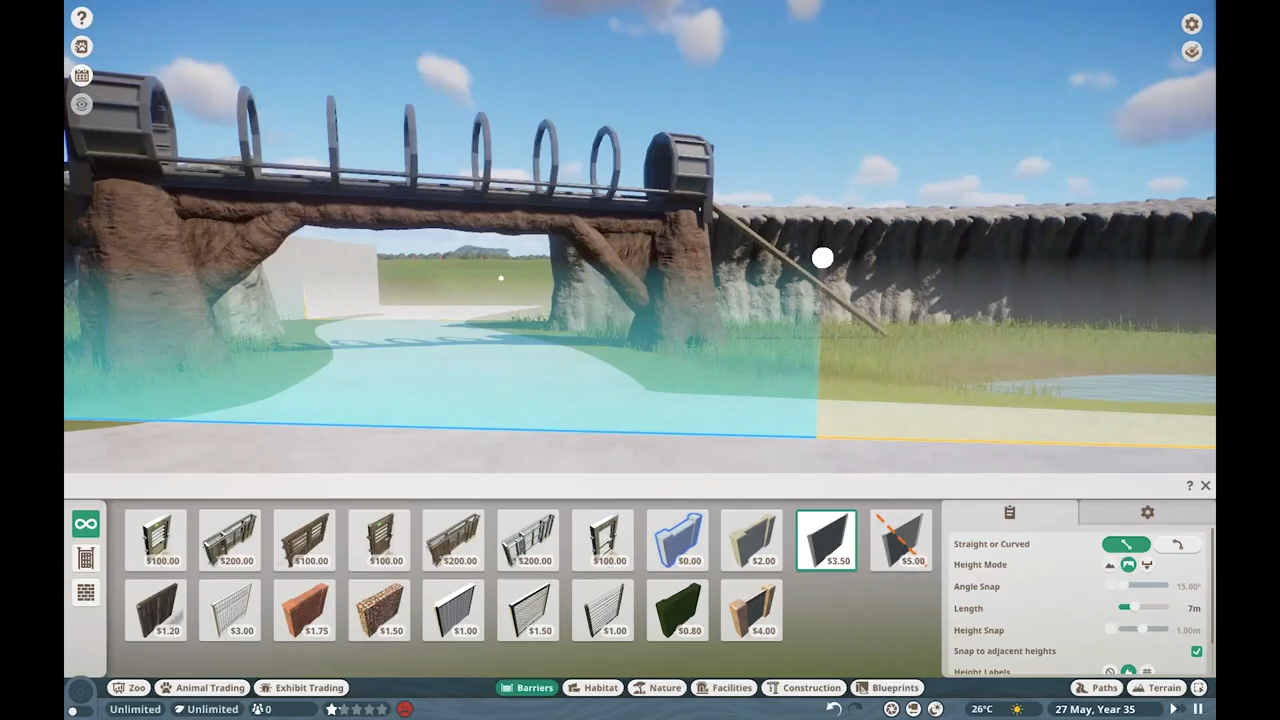 ?
? ×
$100.00 $200.00 $100.00 $100.00 $200.00 $200.00 $100.00 $0.00 $2.00 $3.50 $5.00
$1.20 $3.00 $1.75 $1.50 $1.00 $1.50 $1.00 $0.80 $4.00
Straight or Curved
Height Mode
Angle Snap 15.00°
Length 7m
Height Snap 1.00m
Snap to adjacent heights
Height Labels
Zoo Animal Trading Exhibit Trading Barriers Habitat Nature Facilities Construction Blueprints Paths Terrain
Unlimited Unlimited 0 26°C 27 May, Year 35